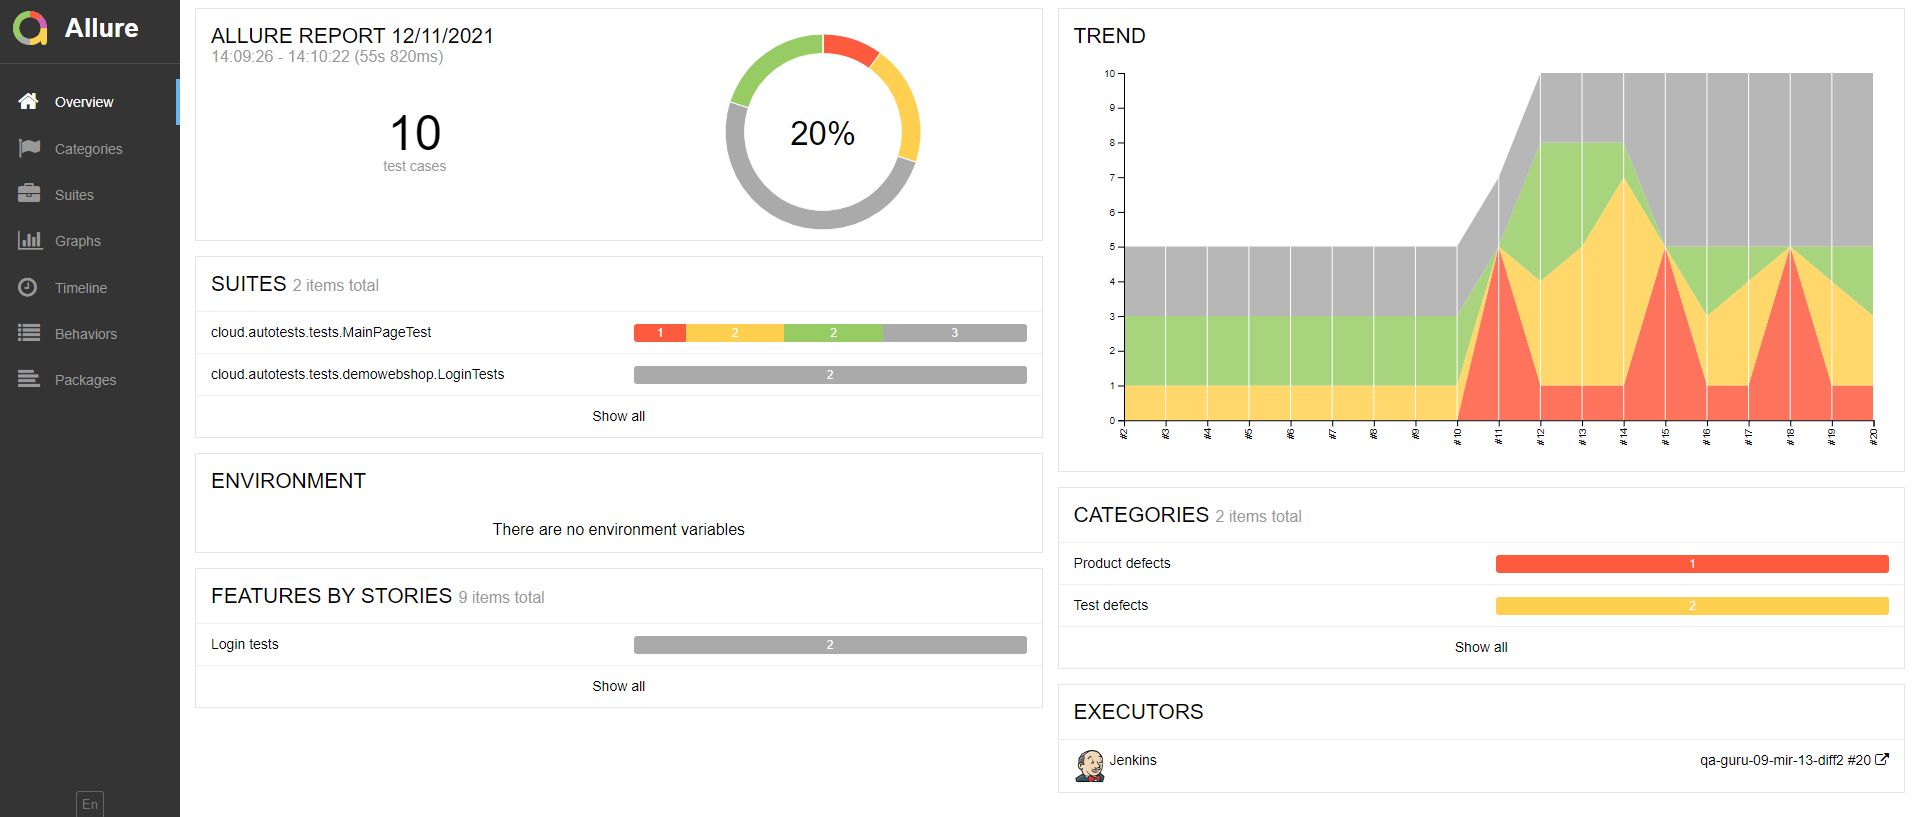 Allure
Overview
Categories
Suites
Graphs
Timeline
Behaviors
Packages
En
ALLURE REPORT 12/11/2021
14:09:26 - 14:10:22 (55s 820ms)
10
test cases
20%
SUITES 2 items total
cloud.autotests.tests.MainPageTest 1 2 2 3
cloud.autotests.tests.demowebshop.LoginTests 2
Show all
ENVIRONMENT
There are no environment variables
FEATURES BY STORIES 9 items total
Login tests 2
Show all
TREND
10
9
8
7
6
5
4
3
2
1
0
#2 #3 #4 #5 #6 #7 #8 #9 #10 #11 #12 #13 #14 #15 #16 #17 #18 #19 #20
CATEGORIES 2 items total
Product defects 1
Test defects 2
Show all
EXECUTORS
Jenkins qa-guru-09-mir-13-diff2 #20